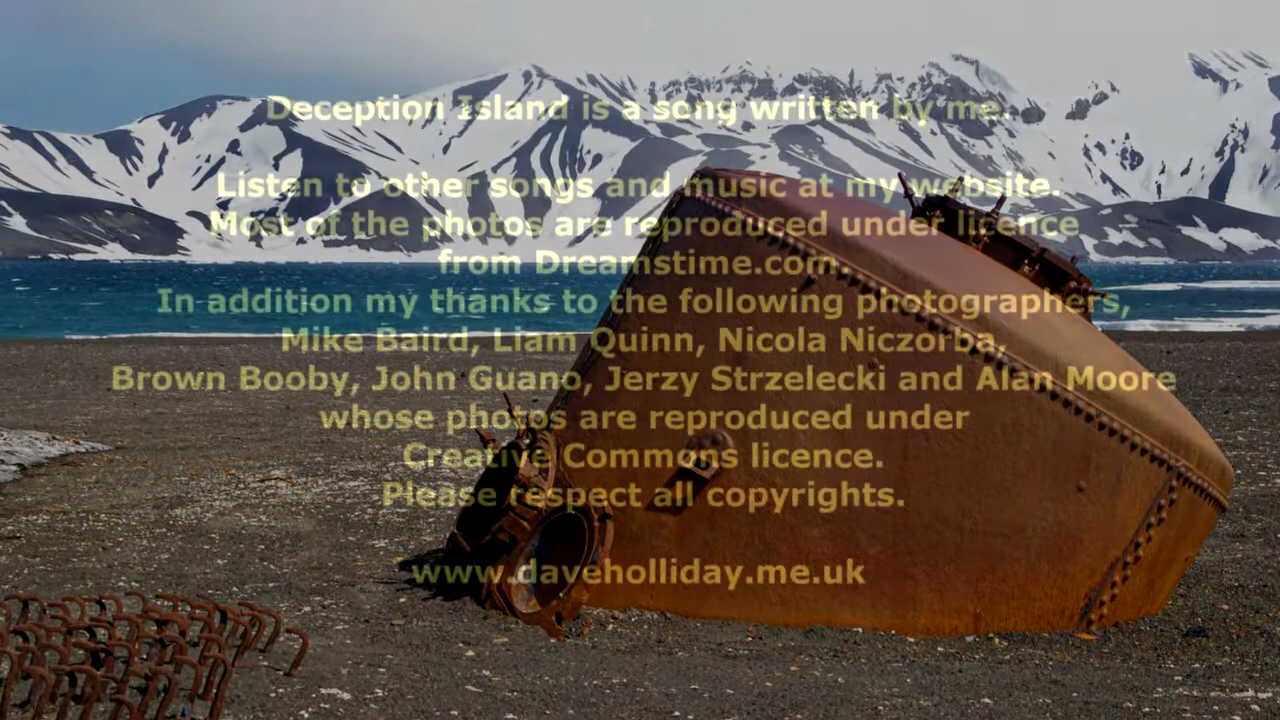 Deception Island is a song written by me.
Listen to other songs and music at my website.
Most of the photos are reproduced under licence
from Dreamstime.com.
In addition my thanks to the following photographers,
Mike Baird, Liam Quinn, Nicola Niczorba,
Brown Booby, John Guano, Jerzy Strzelecki and Alan Moore
whose photos are reproduced under
Creative Commons licence.
Please respect all copyrights.
www.daveholliday.me.uk